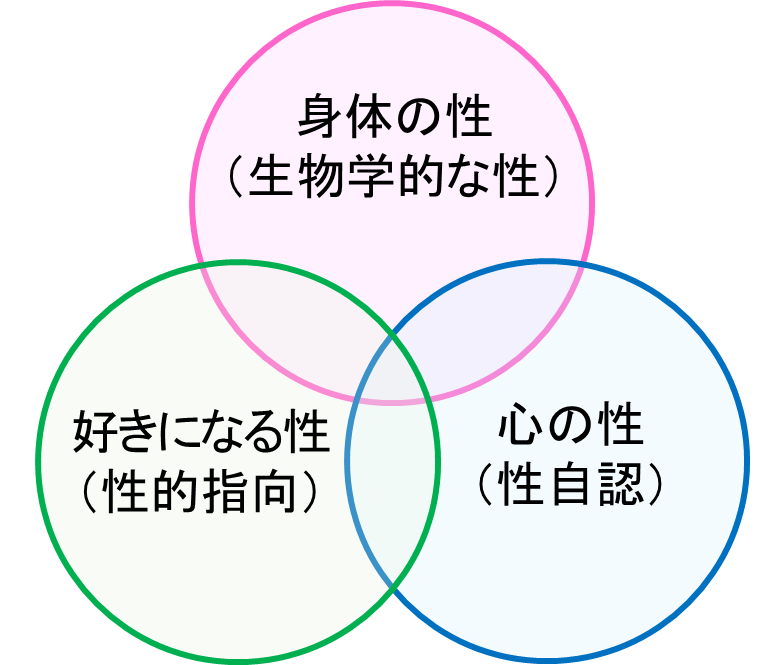 身体の性
（生物学的な性）
好きになる性
（性的指向）
心の性
（性自認）